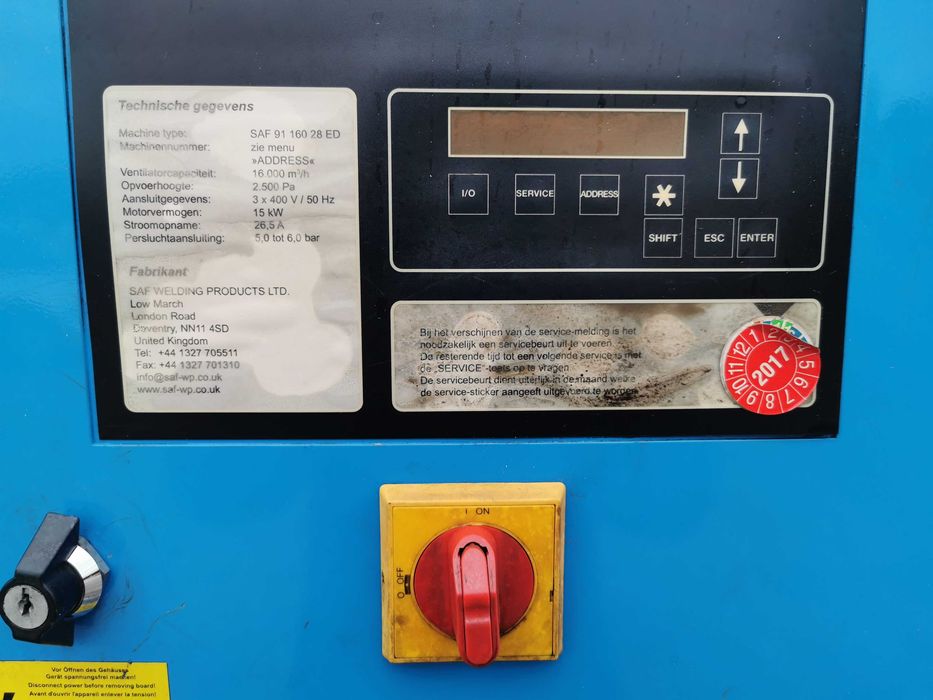 Technische gegevens
Machine type: SAF 91 160 28 ED
Machinennummer: zie menu
»ADDRESS«
Ventilatorcapaciteit: 16.000 m³/h
Opvoerhoogte: 2.500 Pa
Aansluitgegevens: 3 x 400 V / 50 Hz
Motorvermogen: 15 kW
Stroomopname: 26,5 A
Persluchtaansluiting: 5,0 tot 6,0 bar
Fabrikant
SAF WELDING PRODUCTS LTD.
Low March
London Road
Daventry, NN11 4SD
United Kingdom
Tel: +44 1327 705511
Fax: +44 1327 701310
info@saf-wp.co.uk
www.saf-wp.co.uk
I/O
SERVICE
ADDRESS
SHIFT
ESC
ENTER
Bij het verschijnen van de service-melding is het
noodzakelijk een servicebeurt uit te voeren.
De resterende tijd tot een volgende service is met
de „SERVICE"-toets op te vragen.
De servicebeurt dient uiterlijk in de maand welke
de service-sticker aangeeft uitgevoerd te worden.
2017
12 1 2 3 4 5 6 7 8 9 10 11
I ON
O OFF
Vor Öffnen des Gehäuses
Gerät spannungsfrei machen!
Disconnect power before removing board!
Avant d'ouvrir l'appareil enlever la tension!